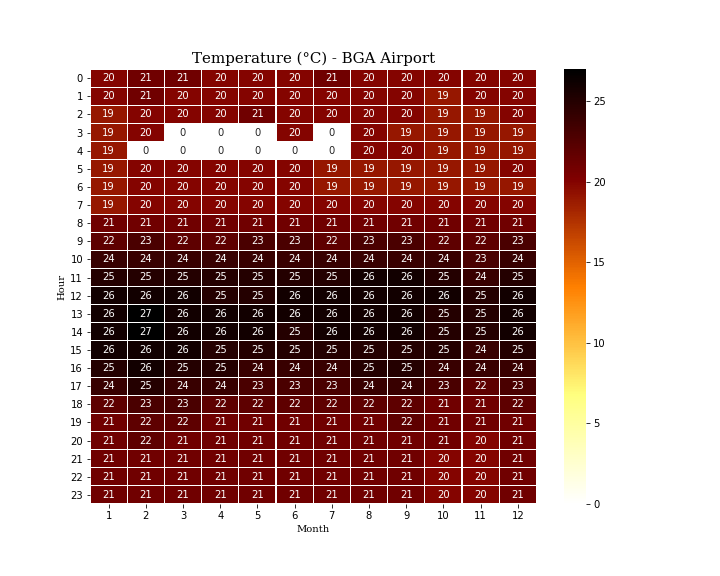 Temperature (°C) - BGA Airport
0 20 21 21 20 20 20 21 20 20 20 20 20
1 20 21 20 20 20 20 20 20 20 19 20 20
2 19 20 20 20 21 20 20 20 20 19 19 20
3 19 20 0 0 0 20 0 20 19 19 19 19
4 19 0 0 0 0 0 0 20 20 19 19 19
5 19 20 20 20 20 20 19 19 19 19 19 20
6 19 20 20 20 20 20 19 19 19 19 19 19
7 19 20 20 20 20 20 20 20 20 20 20 20
8 21 21 21 21 21 21 21 21 21 21 21 21
9 22 23 22 22 23 23 22 23 23 22 22 23
10 24 24 24 24 24 24 24 24 24 24 23 24
11 25 25 25 25 25 25 25 26 26 25 24 25
12 26 26 26 25 25 26 26 26 26 26 25 26
13 26 27 26 26 26 26 26 26 26 25 25 26
14 26 27 26 26 26 25 26 26 26 25 25 26
15 26 26 26 25 25 25 25 25 25 25 24 25
16 25 26 25 25 24 24 24 25 25 24 24 24
17 24 25 24 24 23 23 23 24 24 23 22 23
18 22 23 23 22 22 22 22 22 22 21 21 22
19 21 22 22 21 21 21 21 21 22 21 21 21
20 21 22 21 21 21 21 21 21 21 21 20 21
21 21 21 21 21 21 21 21 21 21 20 20 21
22 21 21 21 21 21 21 21 21 21 20 20 21
23 21 21 21 21 21 21 21 21 21 20 20 21
1 2 3 4 5 6 7 8 9 10 11 12
Month
Hour
25
20
15
10
5
0